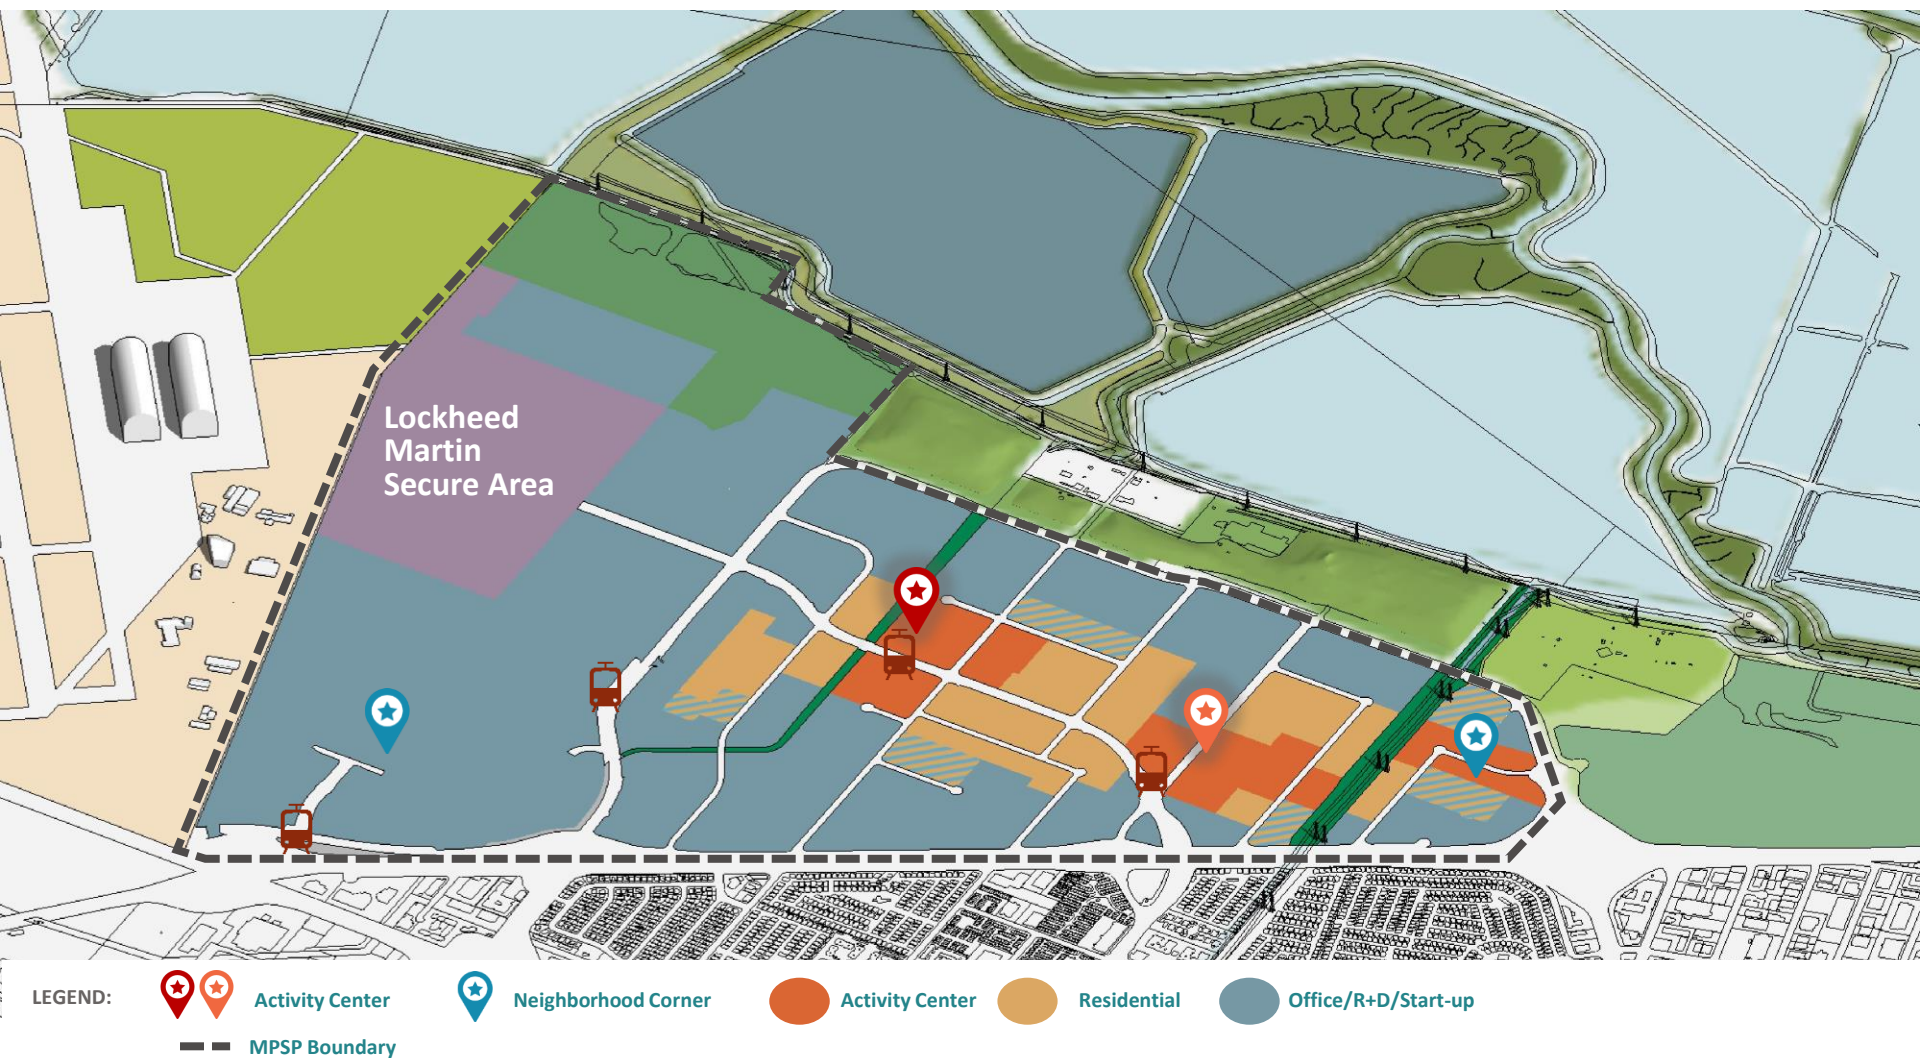 Lockheed
Martin
Secure Area
LEGEND:
Activity Center
Neighborhood Corner
Activity Center
Residential
Office/R+D/Start-up
MPSP Boundary